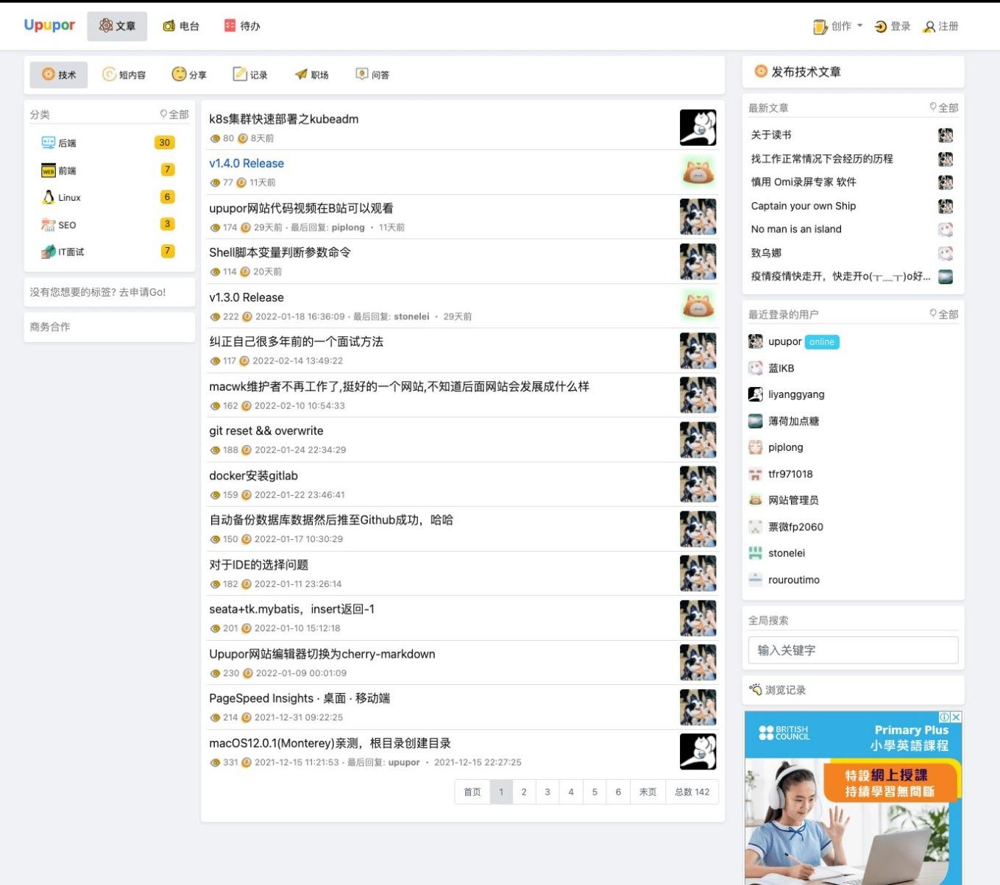 Upupor 文章 电台 待办 创作 登录 注册
技术 短内容 分享 记录 职场 问答
分类 全部
后端 30
前端 7
Linux 6
SEO 3
IT面试 7
没有您想要的标签? 去申请Go!
商务合作
k8s集群快速部署之kubeadm
80 8天前
v1.4.0 Release
77 11天前
upupor网站代码视频在B站可以观看
174 29天前 · 最后回复: piplong · 11天前
Shell脚本变量判断参数命令
114 20天前
v1.3.0 Release
222 2022-01-18 16:36:09 · 最后回复: stonelei · 29天前
纠正自己很多年前的一个面试方法
117 2022-02-14 13:49:22
macwk维护者不再工作了,挺好的一个网站,不知道后面网站会发展成什么样
162 2022-02-10 10:54:33
git reset && overwrite
188 2022-01-24 22:34:29
docker安装gitlab
159 2022-01-22 23:46:41
自动备份数据库数据然后推至Github成功，哈哈
150 2022-01-17 10:30:29
对于IDE的选择问题
182 2022-01-11 23:26:14
seata+tk.mybatis，insert返回-1
201 2022-01-10 15:12:18
Upupor网站编辑器切换为cherry-markdown
230 2022-01-09 00:01:09
PageSpeed Insights · 桌面 · 移动端
214 2021-12-31 09:22:25
macOS12.0.1(Monterey)亲测，根目录创建目录
331 2021-12-15 11:21:53 · 最后回复: upupor · 2021-12-15 22:27:25
首页 1 2 3 4 5 6 末页 总数 142
发布技术文章
最新文章 全部
关于读书
找工作正常情况下会经历的历程
慎用 Omi录屏专家 软件
Captain your own Ship
No man is an island
致乌娜
疫情疫情快走开，快走开o(╥﹏╥)o好...
最近登录的用户 全部
upupor online
蓝IKB
liyanggyang
薄荷加点糖
piplong
tfr971018
网站管理员
票微fp2060
stonelei
rouroutimo
全局搜索
输入关键字
浏览记录
BRITISH COUNCIL
Primary Plus
小學英語課程
特設網上授課
持續學習無間斷